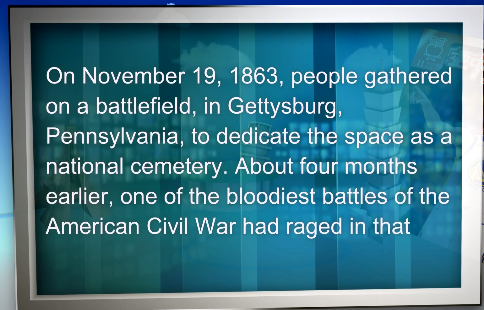 On November 19, 1863, people gathered
on a battlefield, in Gettysburg,
Pennsylvania, to dedicate the space as a
national cemetery. About four months
earlier, one of the bloodiest battles of the
American Civil War had raged in that